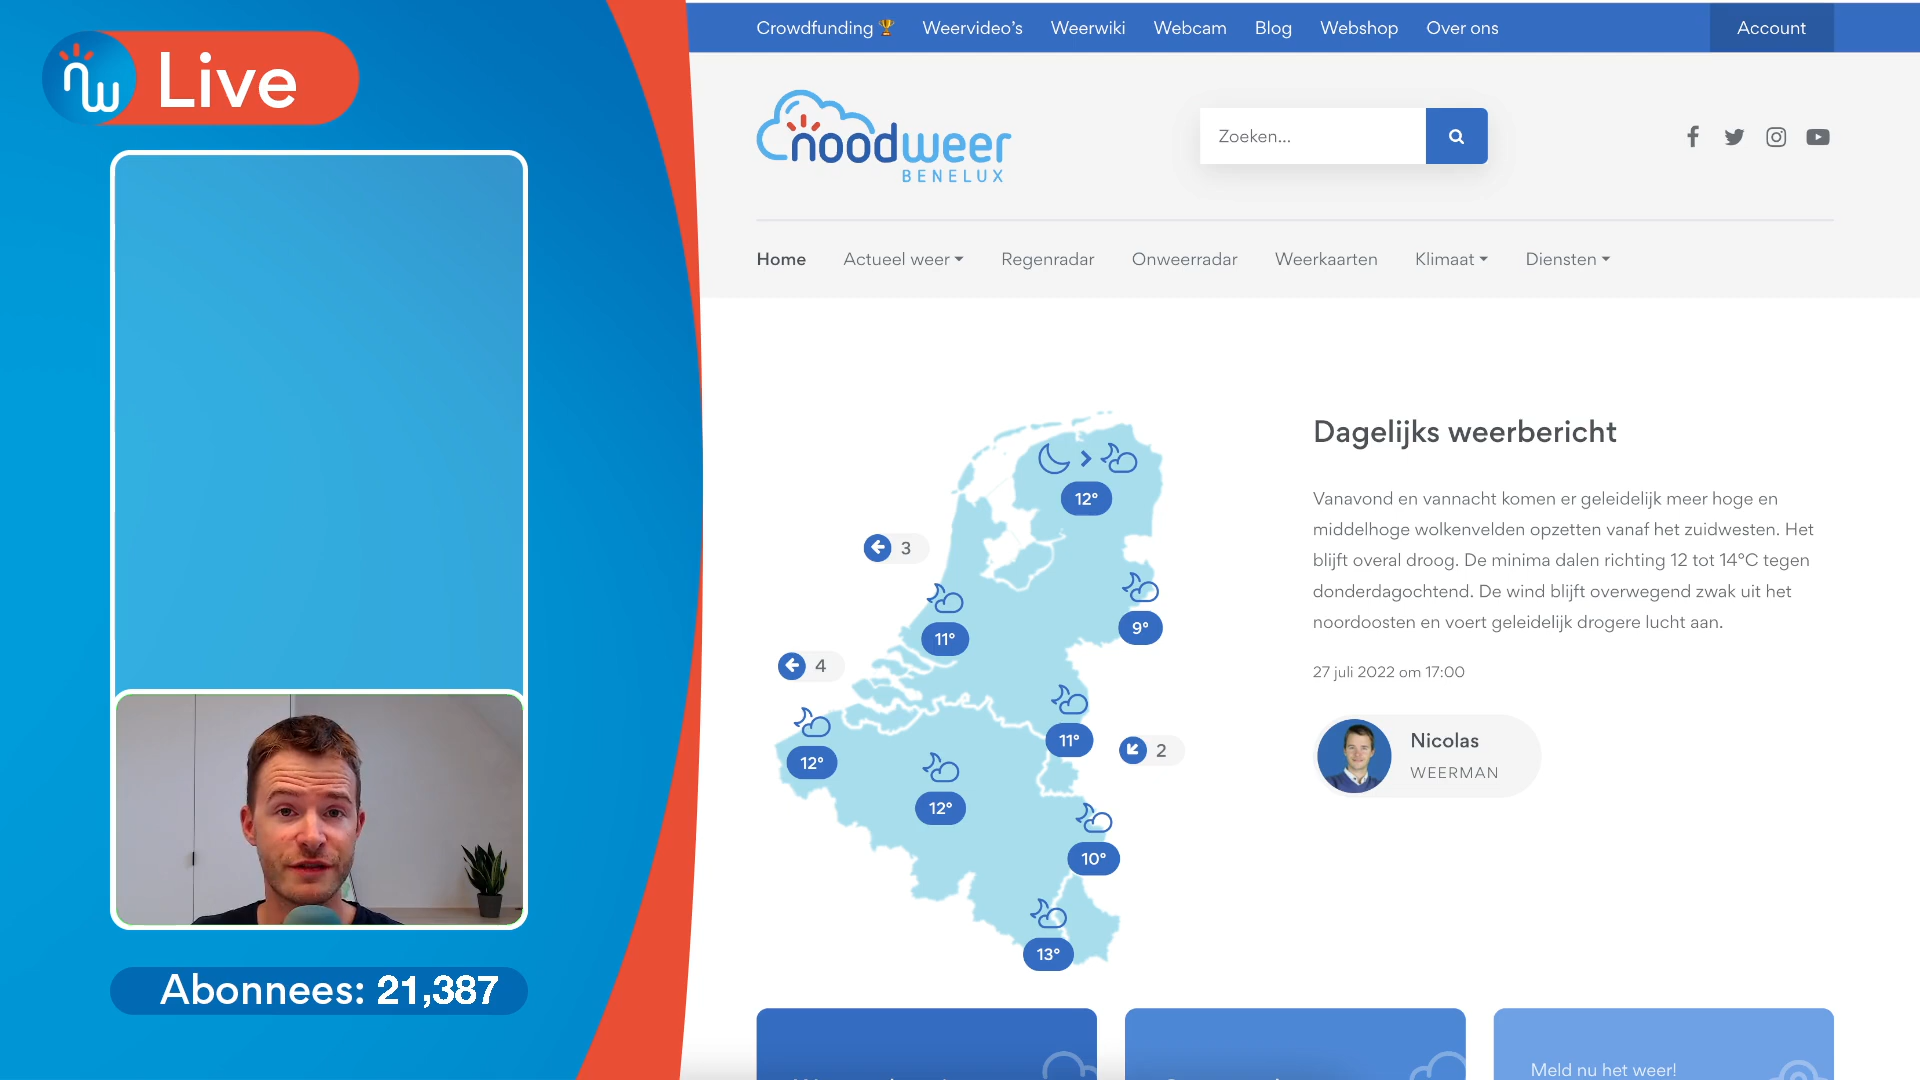 nw Live
Abonnees: 21,387
Crowdfunding Weervideo's Weerwiki Webcam Blog Webshop Over ons Account
noodweer
BENELUX
Zoeken...
Home Actueel weer Regenradar Onweerradar Weerkaarten Klimaat Diensten
12°
3
11°
9°
4
11°
2
12°
12°
10°
13°
Dagelijks weerbericht
Vanavond en vannacht komen er geleidelijk meer hoge en
middelhoge wolkenvelden opzetten vanaf het zuidwesten. Het
blijft overal droog. De minima dalen richting 12 tot 14°C tegen
donderdagochtend. De wind blijft overwegend zwak uit het
noordoosten en voert geleidelijk drogere lucht aan.
27 juli 2022 om 17:00
Nicolas
WEERMAN
Meld nu het weer!